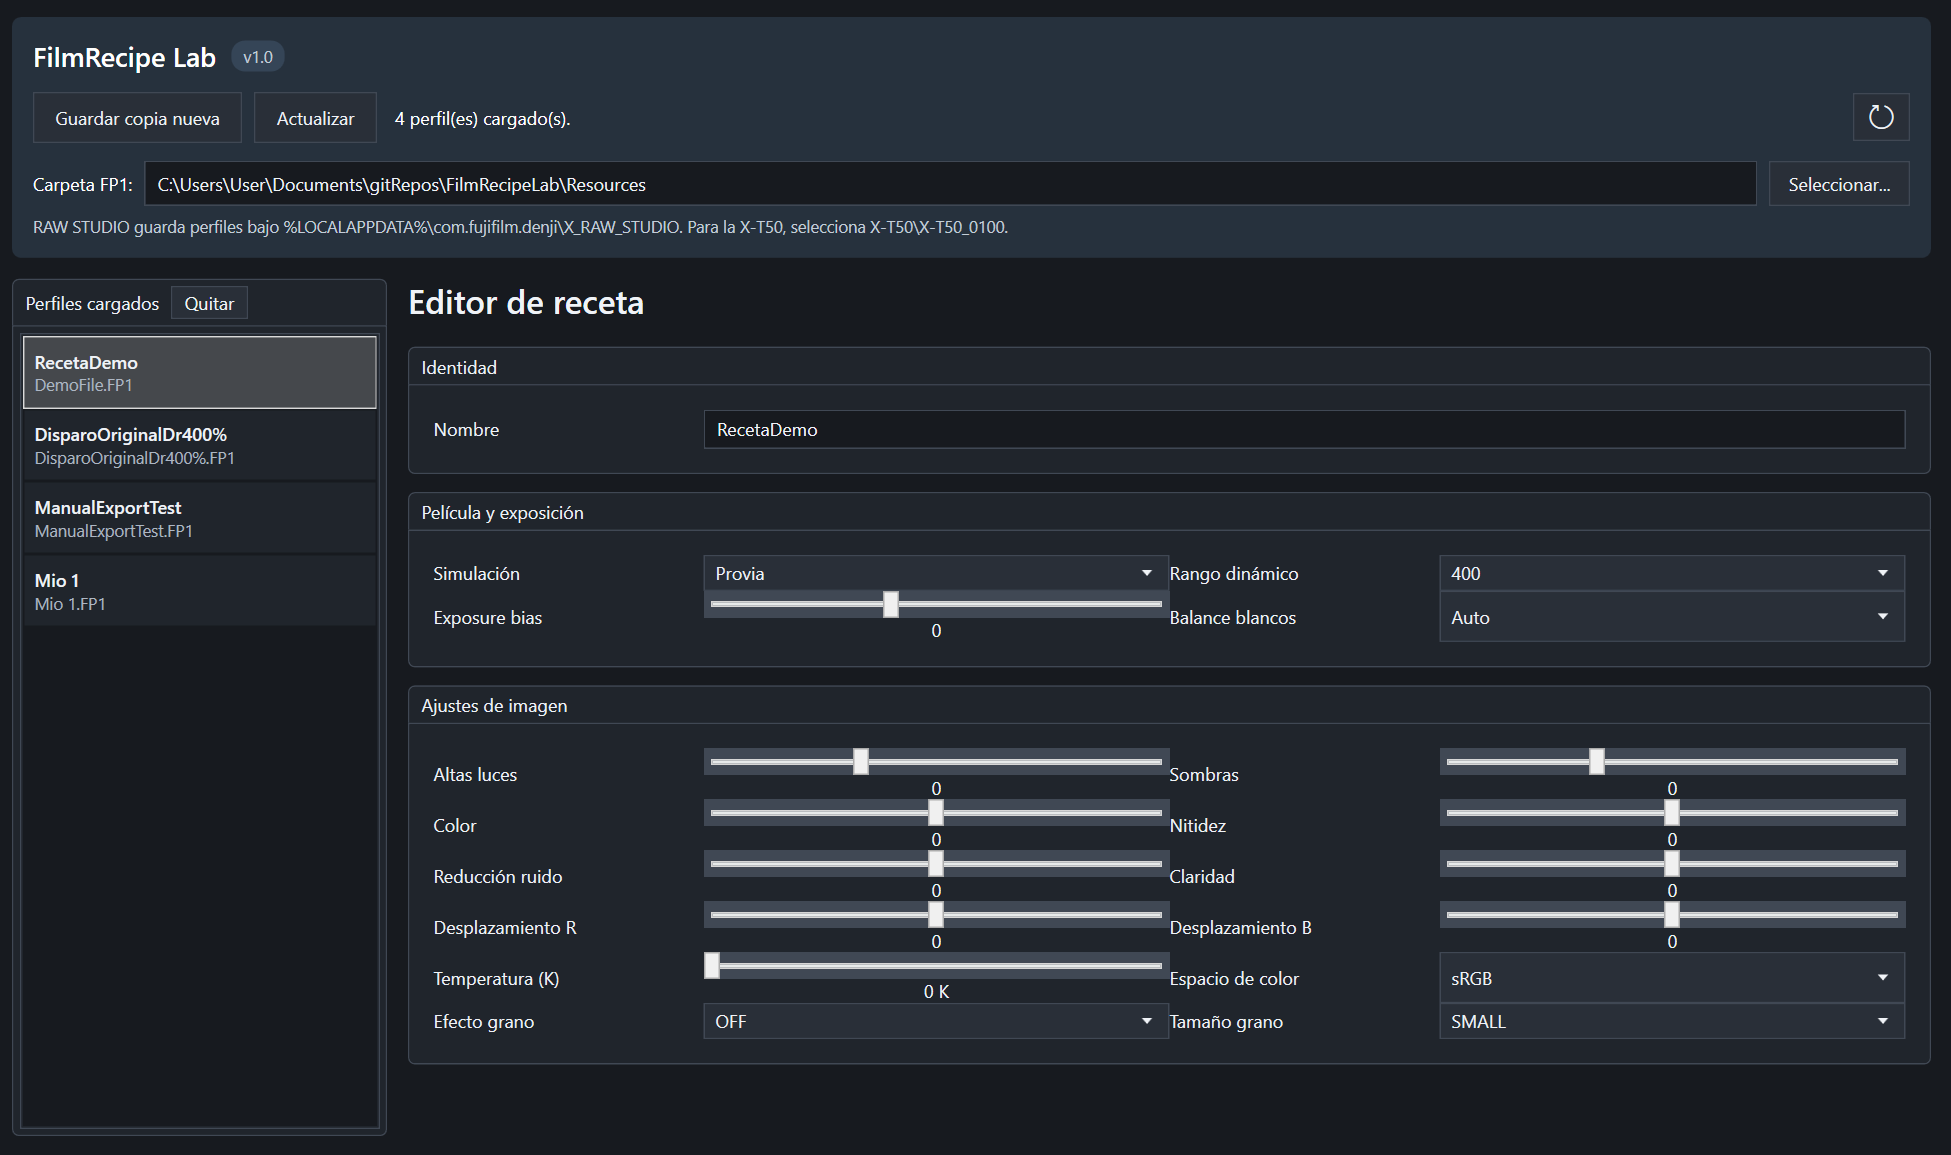 FilmRecipe Lab v1.0
Guardar copia nueva Actualizar 4 perfil(es) cargado(s).
Carpeta FP1: C:\Users\User\Documents\gitRepos\FilmRecipeLab\Resources Seleccionar...
RAW STUDIO guarda perfiles bajo %LOCALAPPDATA%\com.fujifilm.denji\X_RAW_STUDIO. Para la X-T50, selecciona X-T50\X-T50_0100.
Perfiles cargados Quitar
RecetaDemo
DemoFile.FP1
DisparoOriginalDr400%
DisparoOriginalDr400%.FP1
ManualExportTest
ManualExportTest.FP1
Mio 1
Mio 1.FP1
Editor de receta
Identidad
Nombre RecetaDemo
Película y exposición
Simulación Provia Rango dinámico 400
Exposure bias 0 Balance blancos Auto
Ajustes de imagen
Altas luces 0 Sombras 0
Color 0 Nitidez 0
Reducción ruido 0 Claridad 0
Desplazamiento R 0 Desplazamiento B 0
Temperatura (K) 0 K Espacio de color sRGB
Efecto grano OFF Tamaño grano SMALL